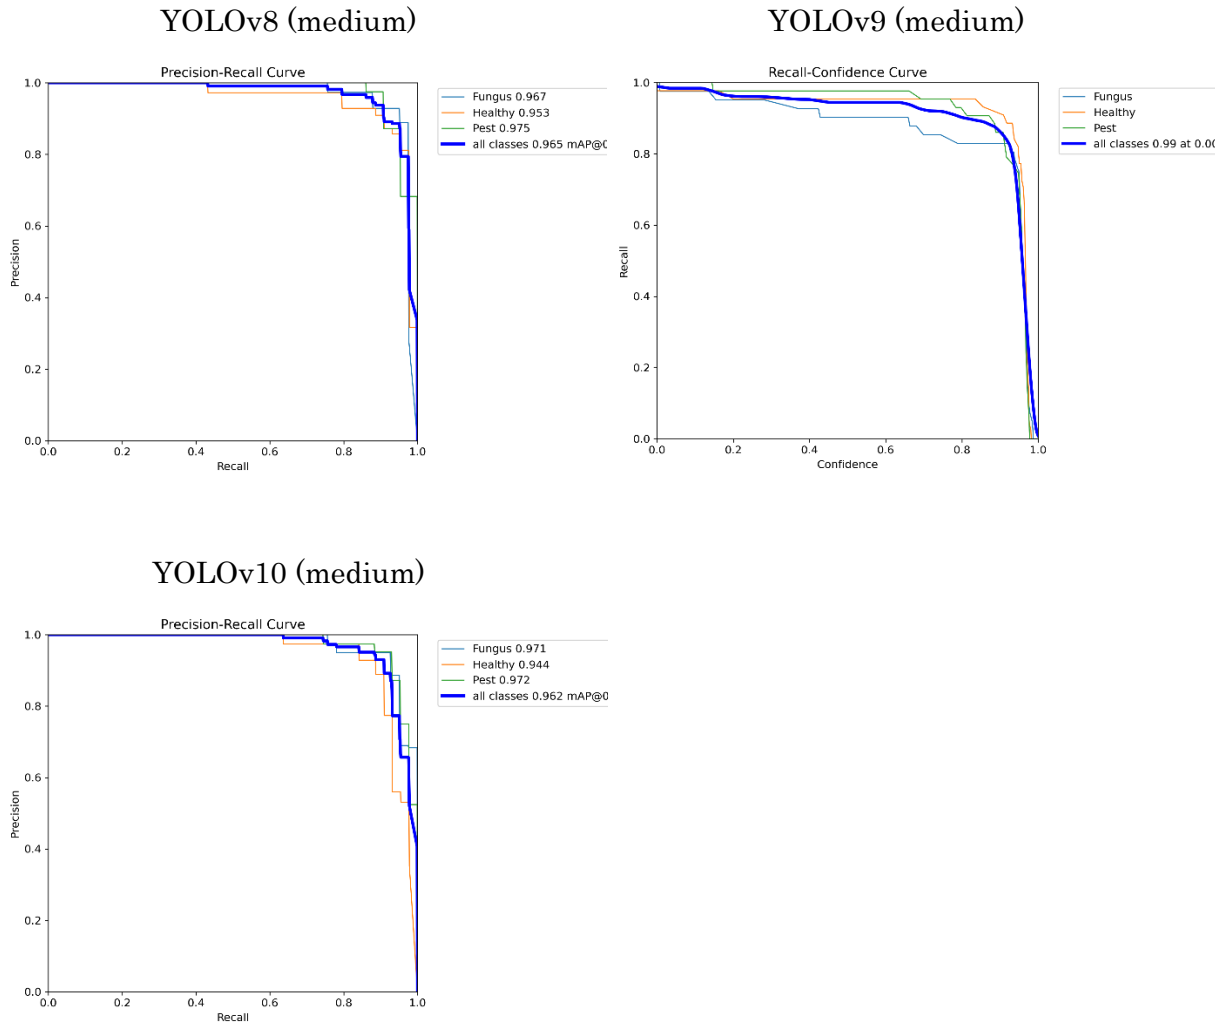 YOLOv8 (medium)
Precision-Recall Curve
1.0
0.8
0.6
0.4
0.2
0.0
Precision
0.0 0.2 0.4 0.6 0.8 1.0
Recall
Fungus 0.967
Healthy 0.953
Pest 0.975
all classes 0.965 mAP@0
YOLOv9 (medium)
Recall-Confidence Curve
1.0
0.8
0.6
0.4
0.2
0.0
Recall
0.0 0.2 0.4 0.6 0.8 1.0
Confidence
Fungus
Healthy
Pest
all classes 0.99 at 0.00
YOLOv10 (medium)
Precision-Recall Curve
1.0
0.8
0.6
0.4
0.2
0.0
Precision
0.0 0.2 0.4 0.6 0.8 1.0
Recall
Fungus 0.971
Healthy 0.944
Pest 0.972
all classes 0.962 mAP@0